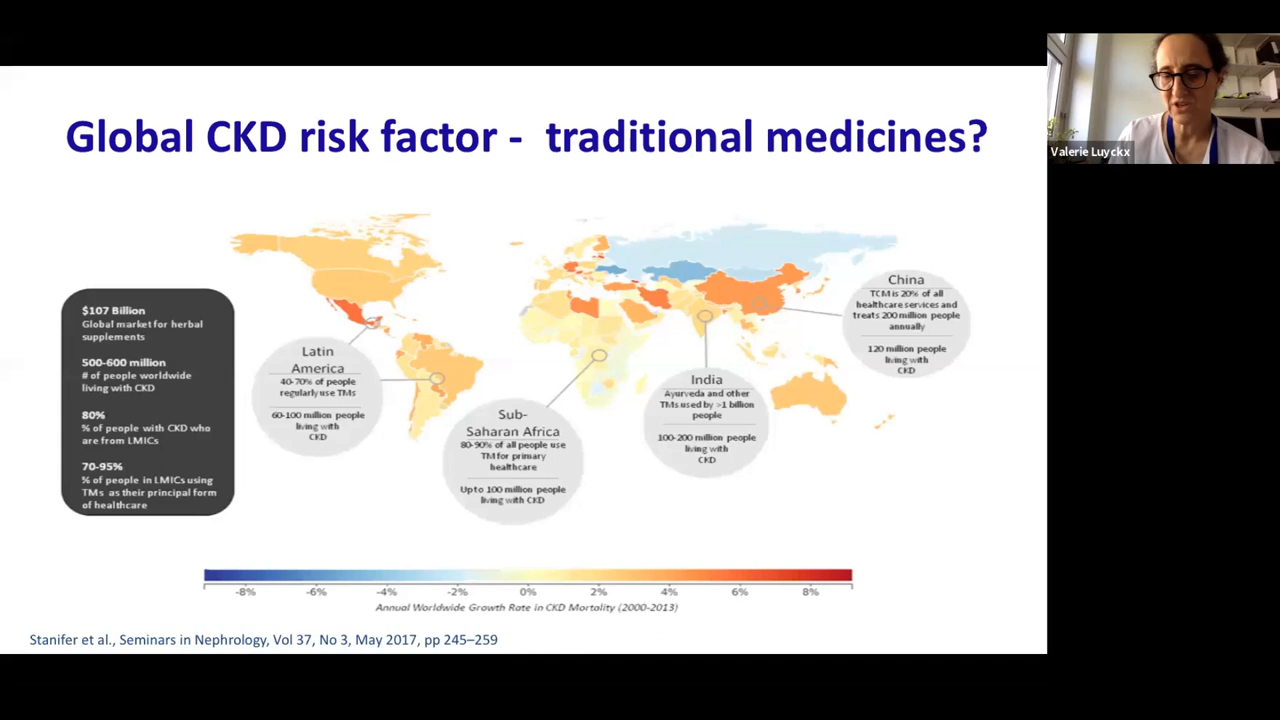 Global CKD risk factor - traditional medicines?
Valerie Luyckx
$107 Billion
Global market for herbal
supplements
500-600 million
# of people worldwide
living with CKD
80%
% of people with CKD who
are from LMICs
70-95%
% of people in LMICs using
TMs as their principal form
of healthcare
Latin
America
40-70% of people
regularly use TMs
60-100 million people
living with
CKD
Sub-
Saharan Africa
80-90% of all people use
TM for primary
healthcare
Up to 100 million people
living with CKD
India
Ayurveda and other
TMs used by >1 billion
people
100-200 million people
living with
CKD
China
TCM is 20% of all
healthcare services and
treats 200 million people
annually
120 million people
living with
CKD
-8% -6% -4% -2% 0% 2% 4% 6% 8%
Annual Worldwide Growth Rate in CKD Mortality (2000-2013)
Stanifer et al., Seminars in Nephrology, Vol 37, No 3, May 2017, pp 245–259